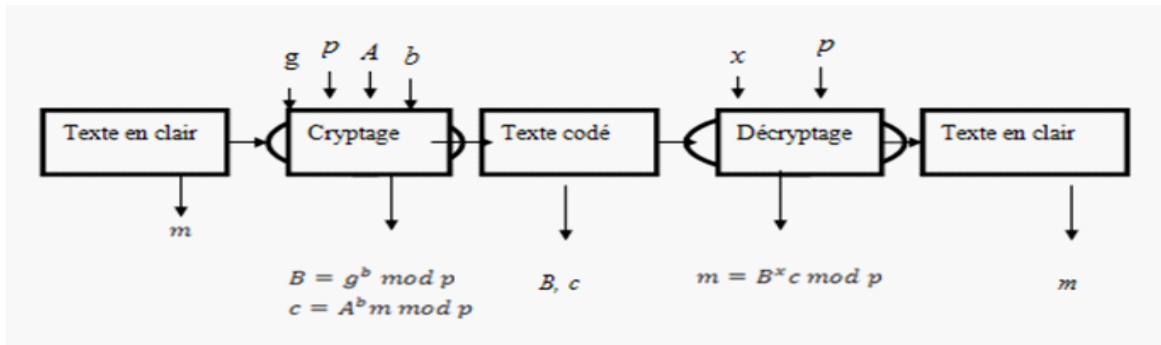 g p A b x p
Texte en clair Cryptage Texte codé Décryptage Texte en clair
m
B = g^b mod p B, c m = B^x c mod p m
c = A^b m mod p